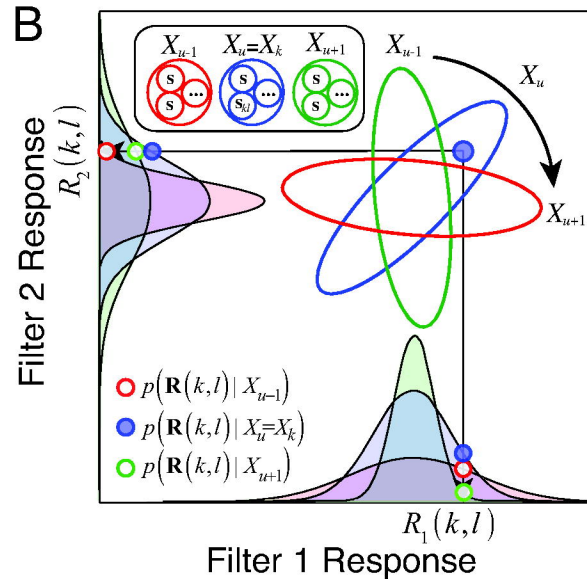 B
X_{u-1} X_u=X_k X_{u+1}
s s ...
s s_{kl} ...
s s ...
X_{u-1}
X_u
X_{u+1}
R_2(k,l)
Filter 2 Response
p(R(k,l) | X_{u-1})
p(R(k,l) | X_u=X_k)
p(R(k,l) | X_{u+1})
R_1(k,l)
Filter 1 Response